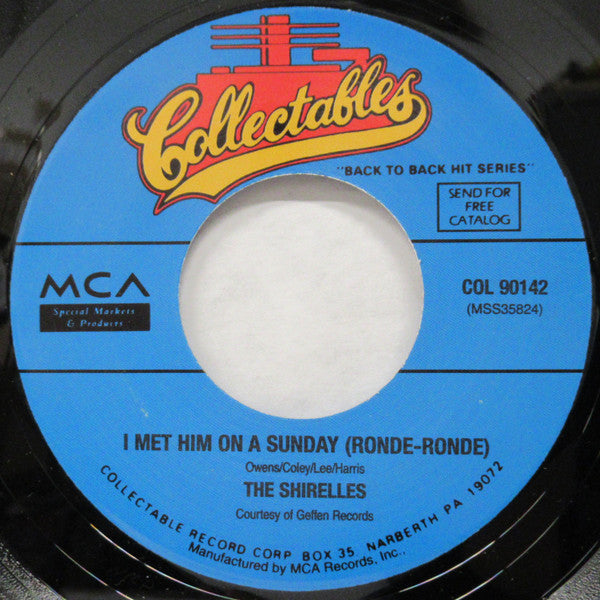 Collectables
"BACK TO BACK HIT SERIES"
SEND FOR
FREE
CATALOG
MCA
Special Markets
& Products
COL 90142
(MSS35824)
I MET HIM ON A SUNDAY (RONDE-RONDE)
Owens/Coley/Lee/Harris
THE SHIRELLES
Courtesy of Geffen Records
COLLECTABLE RECORD CORP BOX 35, NARBERTH PA 19072
Manufactured by MCA Records, Inc.,